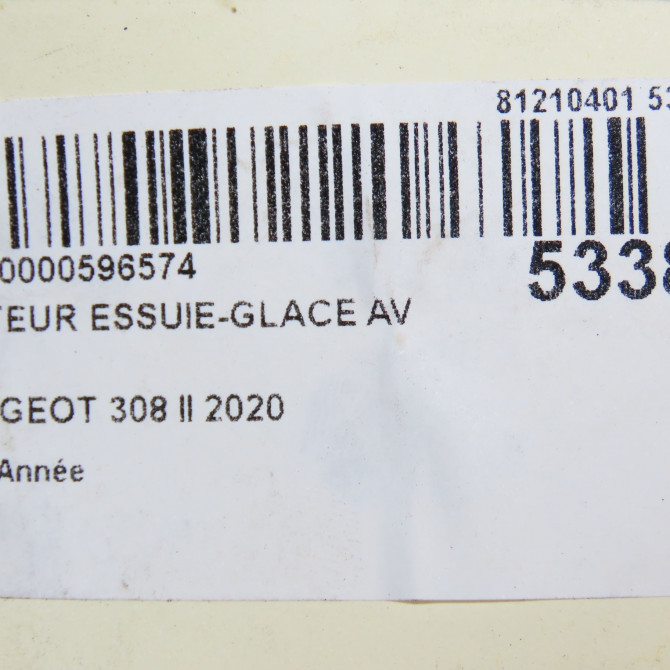 81210401 53
0000596574
5338
TEUR ESSUIE-GLACE AV
GEOT 308 II 2020
Année